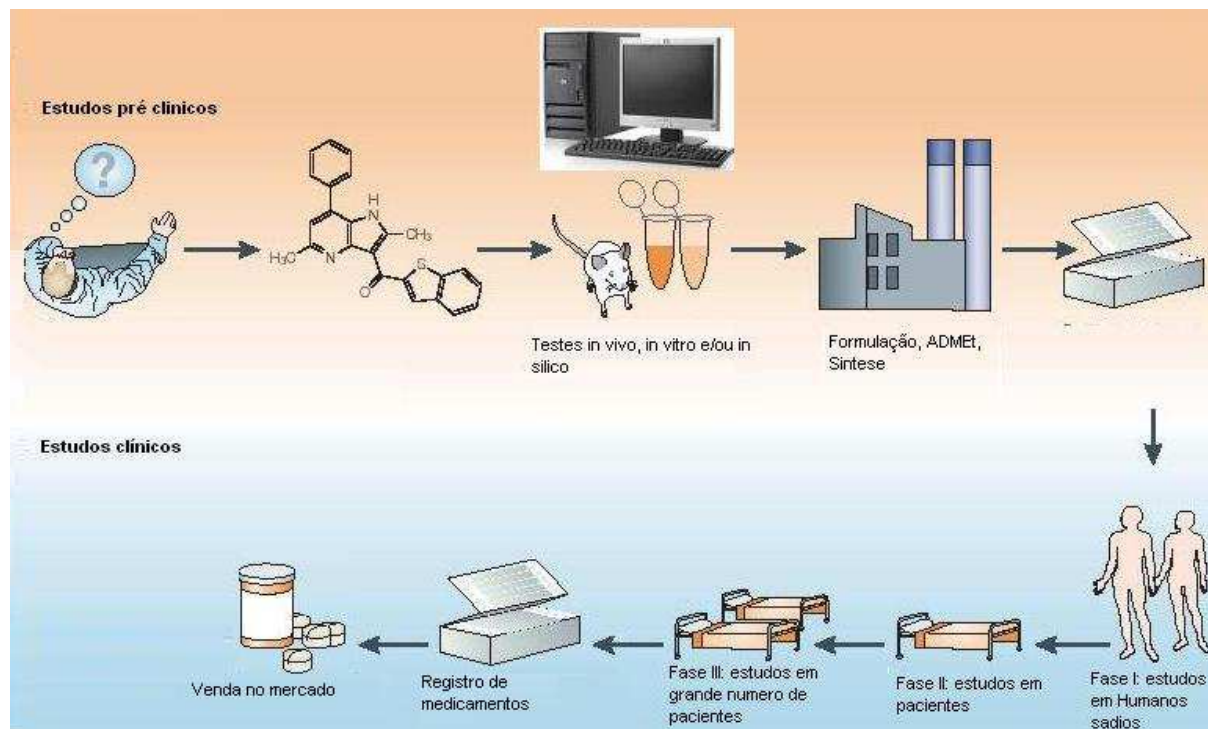 Estudos pré clinicos
?
H
N
CH₃
H₃CO
N
O
S
Testes in vivo, in vitro e/ou in
silico
Formulação, ADMEt,
Sintese
Estudos clínicos
Venda no mercado
Registro de
medicamentos
Fase III: estudos em
grande numero de
pacientes
Fase II: estudos em
pacientes
Fase I: estudos
em Humanos
sadios